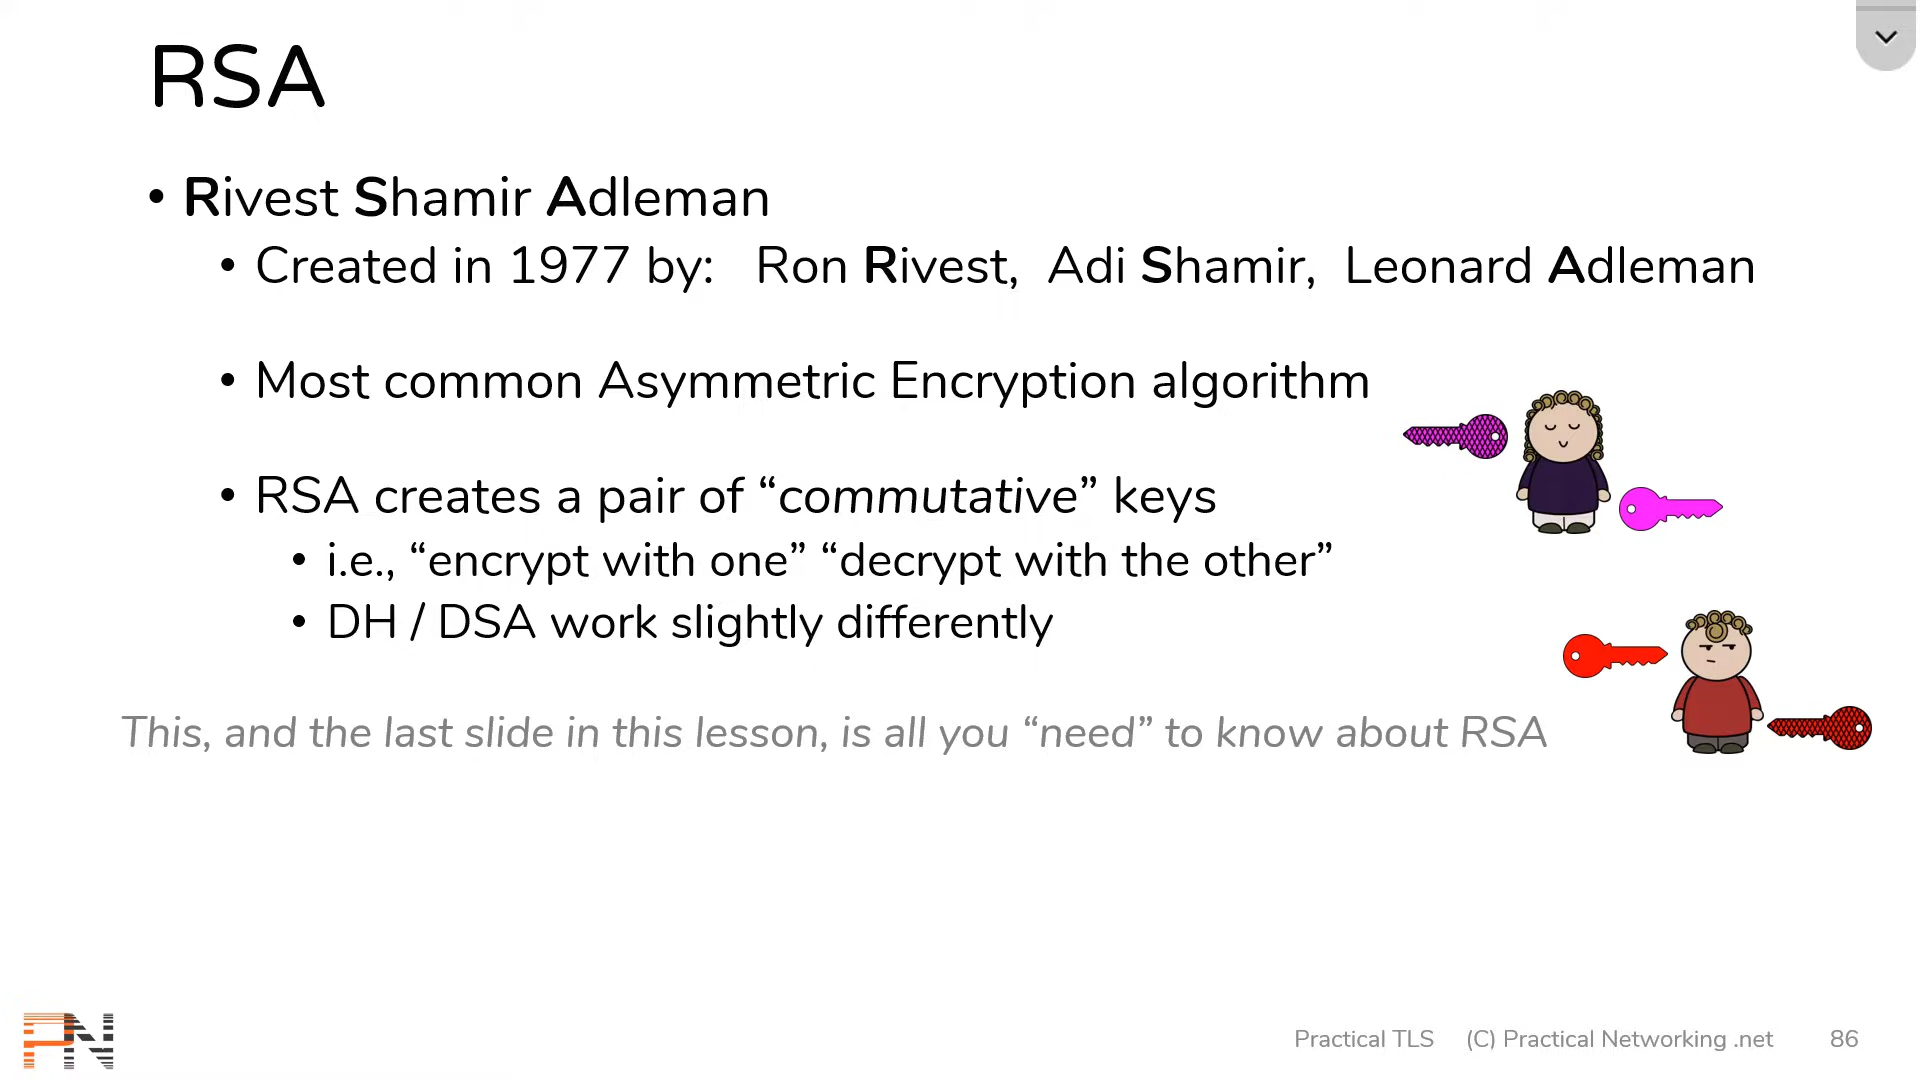 RSA
• Rivest Shamir Adleman
• Created in 1977 by: Ron Rivest, Adi Shamir, Leonard Adleman
• Most common Asymmetric Encryption algorithm
• RSA creates a pair of “commutative” keys
• i.e., “encrypt with one” “decrypt with the other”
• DH / DSA work slightly differently
This, and the last slide in this lesson, is all you “need” to know about RSA
PN
Practical TLS (C) Practical Networking .net 86